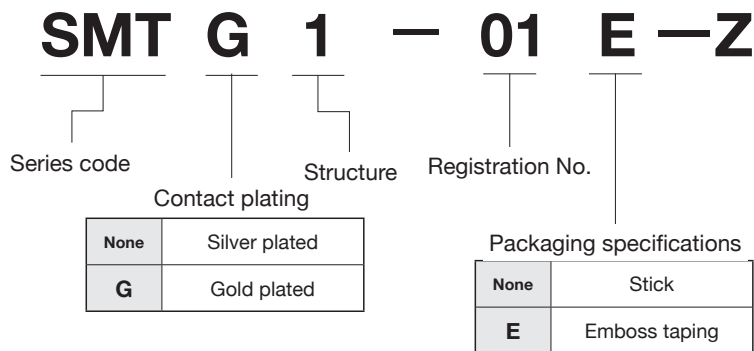 SMT G 1 — 01 E —Z
Series code
Structure
Registration No.
Contact plating
None Silver plated
G Gold plated
Packaging specifications
None Stick
E Emboss taping